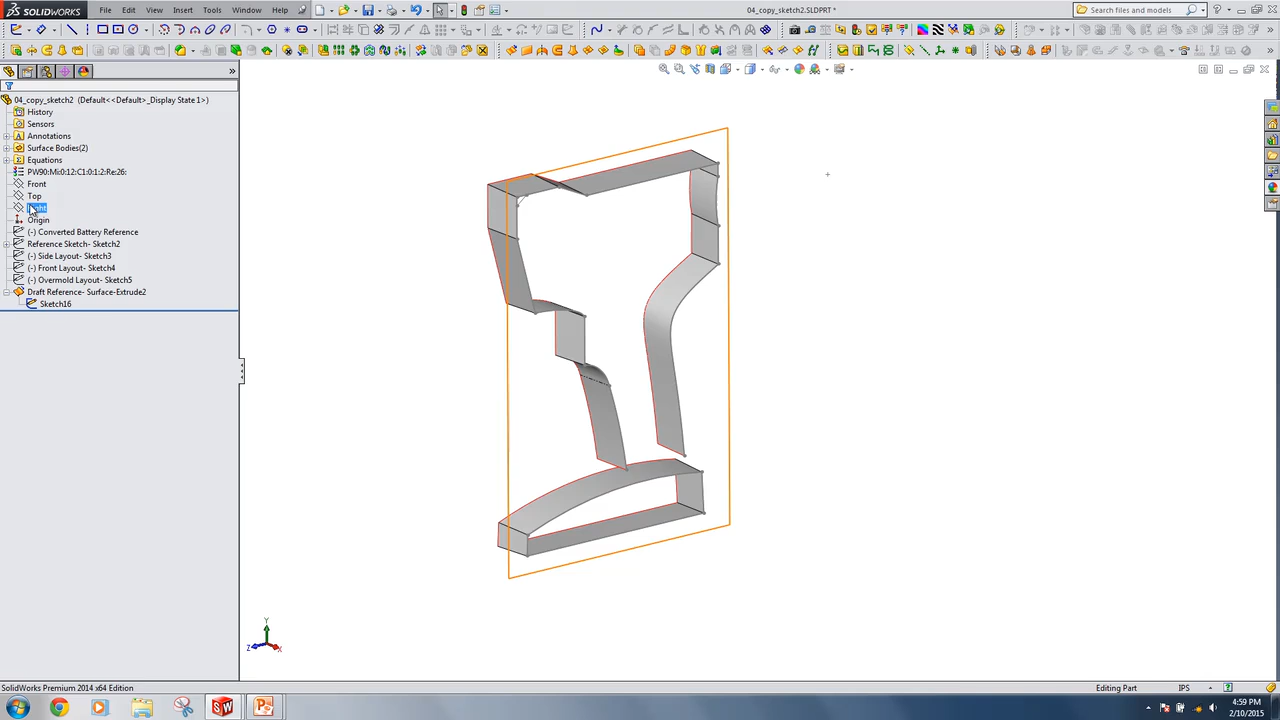 SOLIDWORKS File Edit View Insert Tools Window Help 04_copy_sketch2.SLDPRT * Search files and models
04_copy_sketch2 (Default<<Default>_Display State 1>)
History
Sensors
Annotations
Surface Bodies(2)
Equations
PW90:Mi:0:12:C1:0:1:2:Re:26:
Front
Top
Right
Origin
(-) Converted Battery Reference
Reference Sketch- Sketch2
(-) Side Layout- Sketch3
(-) Front Layout- Sketch4
(-) Overmold Layout- Sketch5
Draft Reference- Surface-Extrude2
Sketch16
Y
Z X
SolidWorks Premium 2014 x64 Edition Editing Part IPS
4:59 PM
2/10/2015